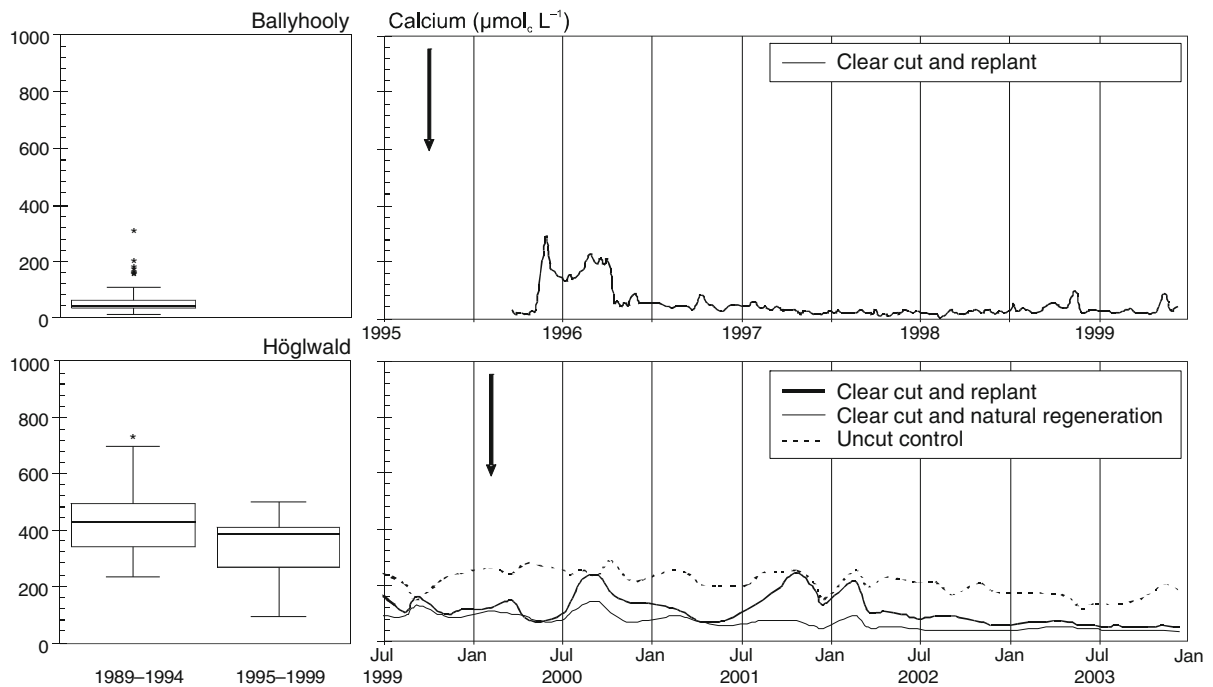 Ballyhooly
Calcium (µmolc L–1)
1000
800
600
400
200
0
Clear cut and replant
1995
1996
1997
1998
1999
Höglwald
1000
800
600
400
200
0
*
Clear cut and replant
Clear cut and natural regeneration
Uncut control
Jul Jan Jul Jan Jul Jan Jul Jan Jul Jan
1999 2000 2001 2002 2003
1989–1994 1995–1999